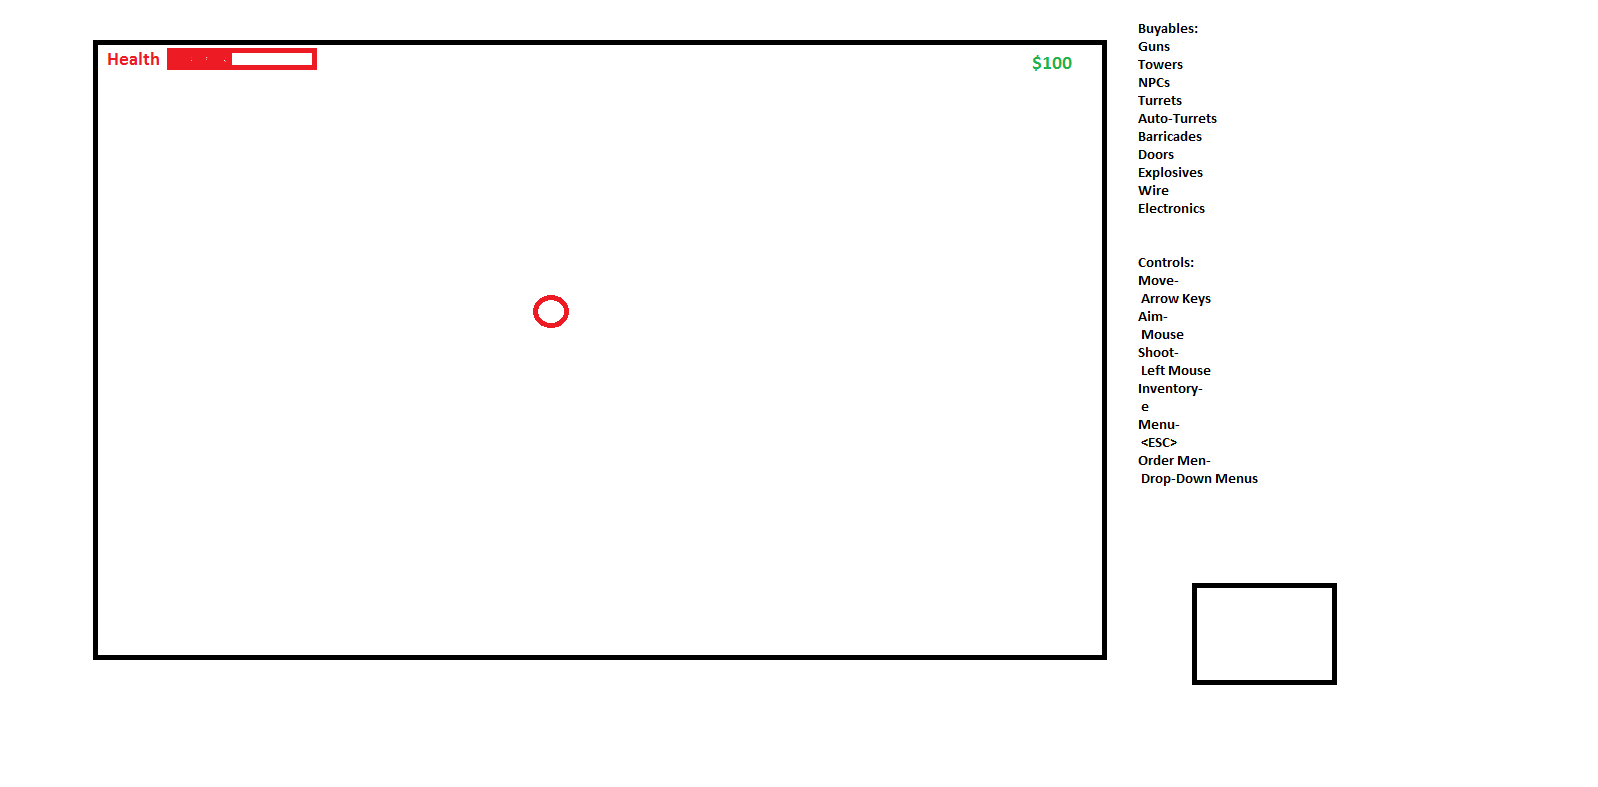 Health
$100
Buyables:
Guns
Towers
NPCs
Turrets
Auto-Turrets
Barricades
Doors
Explosives
Wire
Electronics
Controls:
Move-
Arrow Keys
Aim-
Mouse
Shoot-
Left Mouse
Inventory-
e
Menu-
<ESC>
Order Men-
Drop-Down Menus